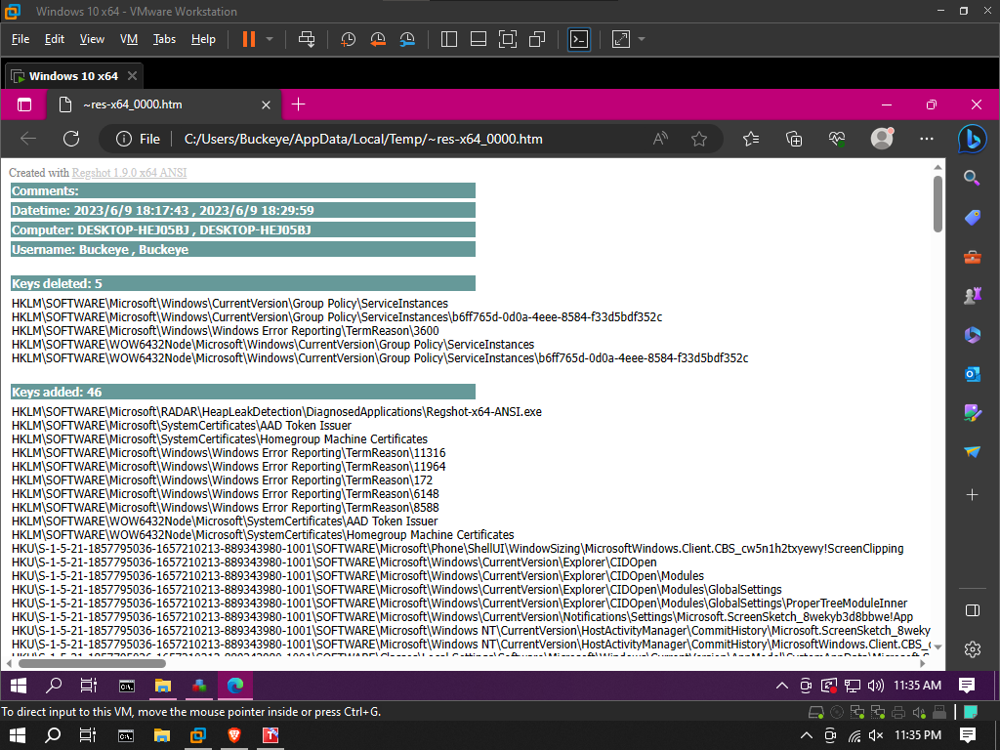 Windows 10 x64 - VMware Workstation
File Edit View VM Tabs Help
Windows 10 x64
~res-x64_0000.htm
File C:/Users/Buckeye/AppData/Local/Temp/~res-x64_0000.htm
Created with Regshot 1.9.0 x64 ANSI
Comments:
Datetime: 2023/6/9 18:17:43 , 2023/6/9 18:29:59
Computer: DESKTOP-HEJ05BJ , DESKTOP-HEJ05BJ
Username: Buckeye , Buckeye
Keys deleted: 5
HKLM\SOFTWARE\Microsoft\Windows\CurrentVersion\Group Policy\ServiceInstances
HKLM\SOFTWARE\Microsoft\Windows\CurrentVersion\Group Policy\ServiceInstances\b6ff765d-0d0a-4eee-8584-f33d5bdf352c
HKLM\SOFTWARE\Microsoft\Windows\Windows Error Reporting\TermReason\3600
HKLM\SOFTWARE\WOW6432Node\Microsoft\Windows\CurrentVersion\Group Policy\ServiceInstances
HKLM\SOFTWARE\WOW6432Node\Microsoft\Windows\CurrentVersion\Group Policy\ServiceInstances\b6ff765d-0d0a-4eee-8584-f33d5bdf352c
Keys added: 46
HKLM\SOFTWARE\Microsoft\RADAR\HeapLeakDetection\DiagnosedApplications\Regshot-x64-ANSI.exe
HKLM\SOFTWARE\Microsoft\SystemCertificates\AAD Token Issuer
HKLM\SOFTWARE\Microsoft\SystemCertificates\Homegroup Machine Certificates
HKLM\SOFTWARE\Microsoft\Windows\Windows Error Reporting\TermReason\11316
HKLM\SOFTWARE\Microsoft\Windows\Windows Error Reporting\TermReason\11964
HKLM\SOFTWARE\Microsoft\Windows\Windows Error Reporting\TermReason\172
HKLM\SOFTWARE\Microsoft\Windows\Windows Error Reporting\TermReason\6148
HKLM\SOFTWARE\Microsoft\Windows\Windows Error Reporting\TermReason\8588
HKLM\SOFTWARE\WOW6432Node\Microsoft\SystemCertificates\AAD Token Issuer
HKLM\SOFTWARE\WOW6432Node\Microsoft\SystemCertificates\Homegroup Machine Certificates
HKU\S-1-5-21-1857795036-1657210213-889343980-1001\SOFTWARE\Microsoft\Phone\ShellUI\WindowSizing\MicrosoftWindows.Client.CBS_cw5n1h2txyewy!ScreenClipping
HKU\S-1-5-21-1857795036-1657210213-889343980-1001\SOFTWARE\Microsoft\Windows\CurrentVersion\Explorer\CIDOpen
HKU\S-1-5-21-1857795036-1657210213-889343980-1001\SOFTWARE\Microsoft\Windows\CurrentVersion\Explorer\CIDOpen\Modules
HKU\S-1-5-21-1857795036-1657210213-889343980-1001\SOFTWARE\Microsoft\Windows\CurrentVersion\Explorer\CIDOpen\Modules\GlobalSettings
HKU\S-1-5-21-1857795036-1657210213-889343980-1001\SOFTWARE\Microsoft\Windows\CurrentVersion\Explorer\CIDOpen\Modules\GlobalSettings\ProperTreeModuleInner
HKU\S-1-5-21-1857795036-1657210213-889343980-1001\SOFTWARE\Microsoft\Windows\CurrentVersion\Notifications\Settings\Microsoft.ScreenSketch_8wekyb3d8bbwe!App
HKU\S-1-5-21-1857795036-1657210213-889343980-1001\SOFTWARE\Microsoft\Windows NT\CurrentVersion\HostActivityManager\CommitHistory\Microsoft.ScreenSketch_8weky
HKU\S-1-5-21-1857795036-1657210213-889343980-1001\SOFTWARE\Microsoft\Windows NT\CurrentVersion\HostActivityManager\CommitHistory\MicrosoftWindows.Client.CBS_c
11:35 AM
To direct input to this VM, move the mouse pointer inside or press Ctrl+G.
11:35 PM